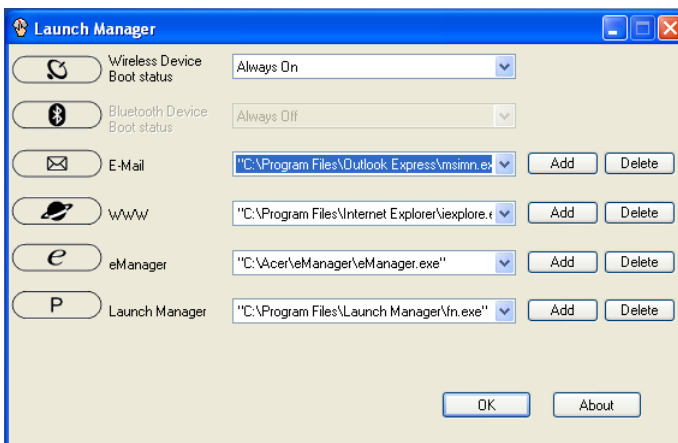 Launch Manager
Wireless Device
Boot status
Always On
Bluetooth Device
Boot status
Always Off
E-Mail
"C:\Program Files\Outlook Express\msimn.ex
Add
Delete
WWW
"C:\Program Files\Internet Explorer\iexplore.e
Add
Delete
e
eManager
"C:\Acer\eManager\eManager.exe"
Add
Delete
P
Launch Manager
"C:\Program Files\Launch Manager\fn.exe"
Add
Delete
OK
About